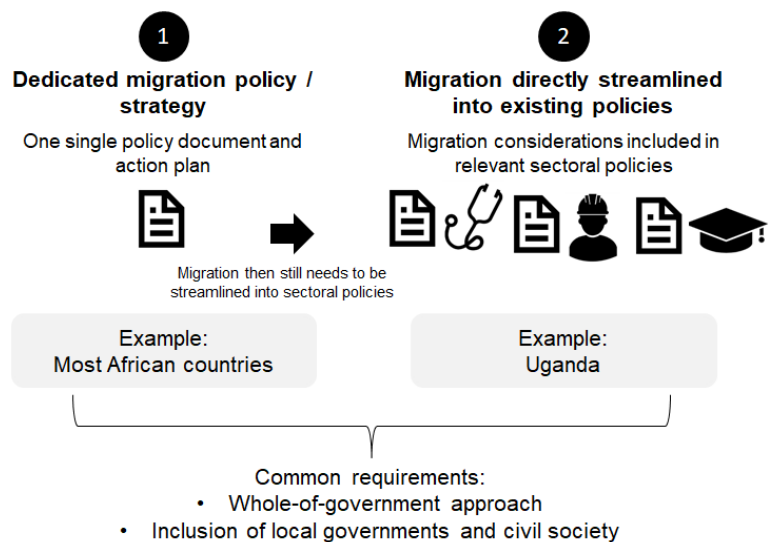 1
Dedicated migration policy /
strategy
One single policy document and
action plan
Migration then still needs to be
streamlined into sectoral policies
Example:
Most African countries
2
Migration directly streamlined
into existing policies
Migration considerations included in
relevant sectoral policies
Example:
Uganda
Common requirements:
• Whole-of-government approach
• Inclusion of local governments and civil society